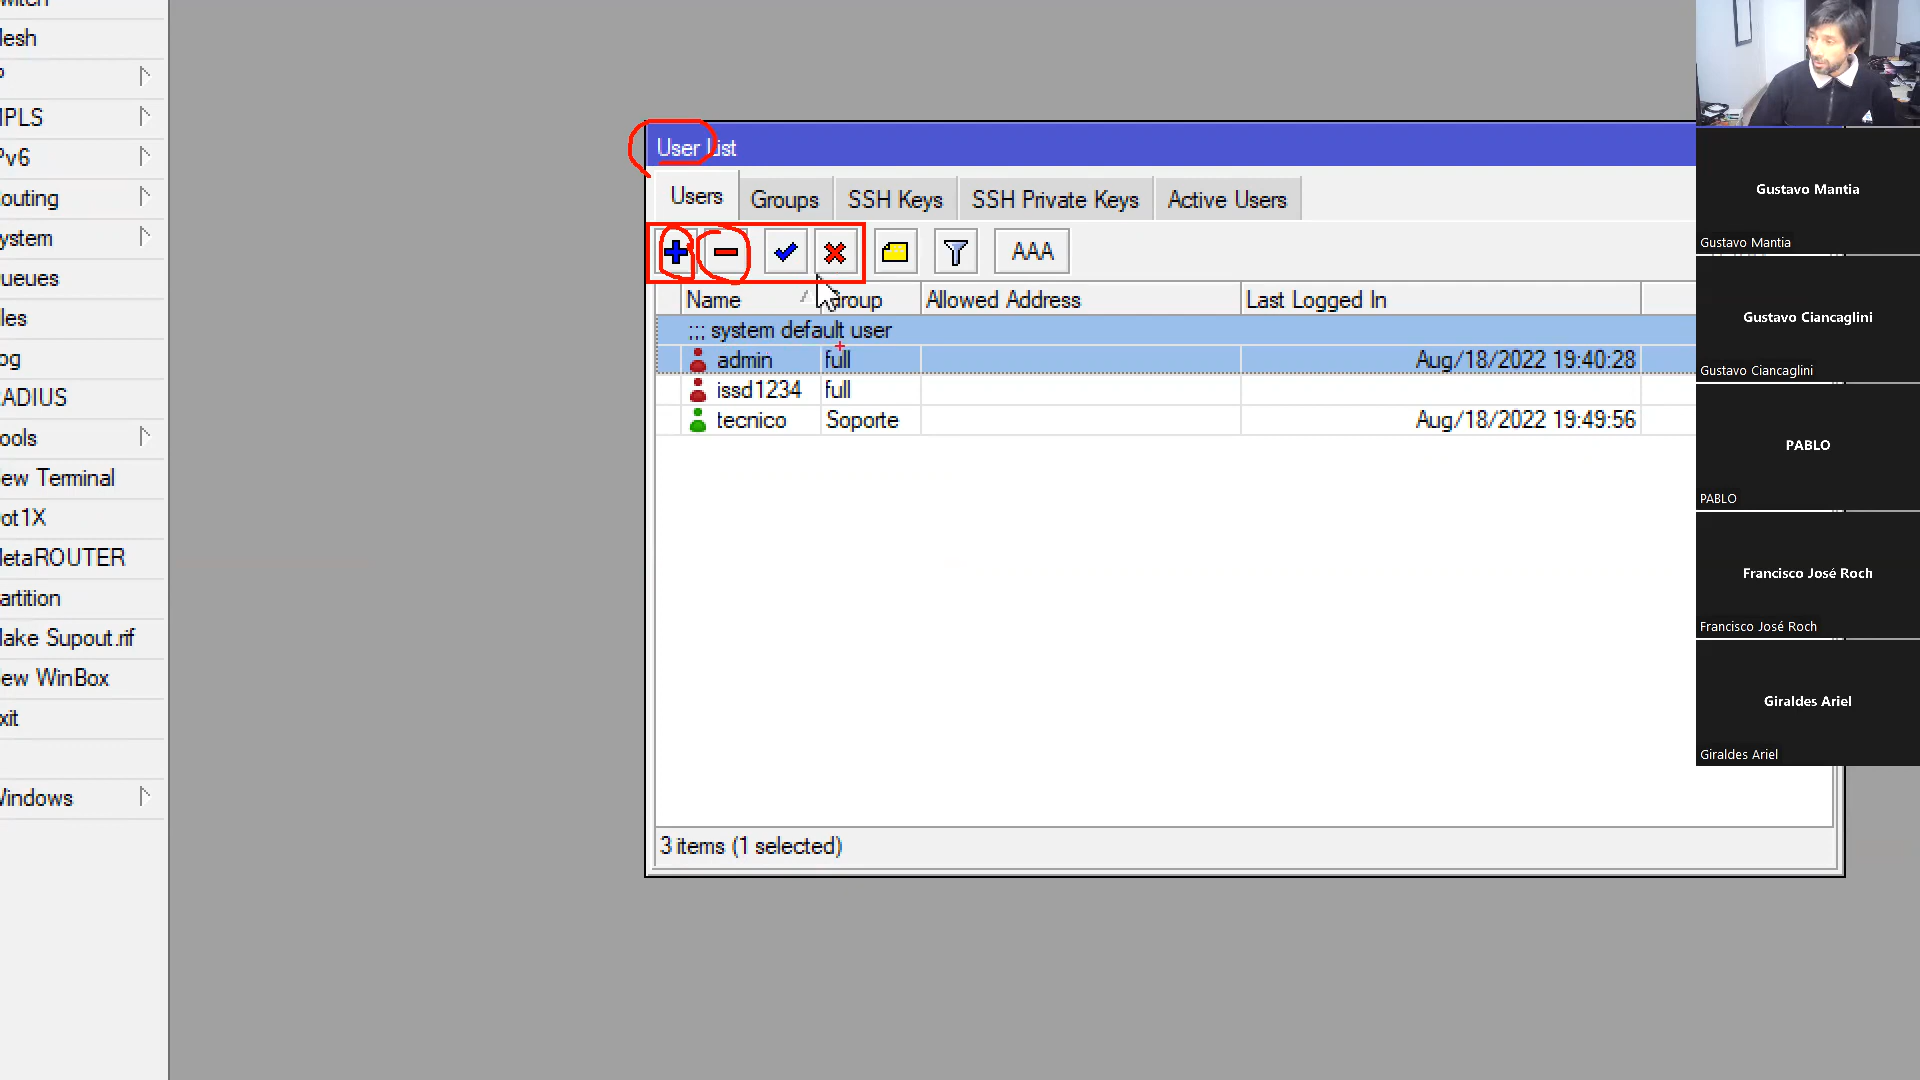 witch
lesh
P
IPLS
Pv6
outing
ystem
ueues
iles
og
ADIUS
ools
ew Terminal
ot1X
letaROUTER
artition
lake Supout.rif
ew WinBox
xit
Windows
User List
Users Groups SSH Keys SSH Private Keys Active Users
AAA
Name Group Allowed Address Last Logged In
;;; system default user
admin full Aug/18/2022 19:40:28
issd1234 full
tecnico Soporte Aug/18/2022 19:49:56
3 items (1 selected)
Gustavo Mantia
Gustavo Mantia
Gustavo Ciancaglini
Gustavo Ciancaglini
PABLO
PABLO
Francisco José Roch
Francisco José Roch
Giraldes Ariel
Giraldes Ariel